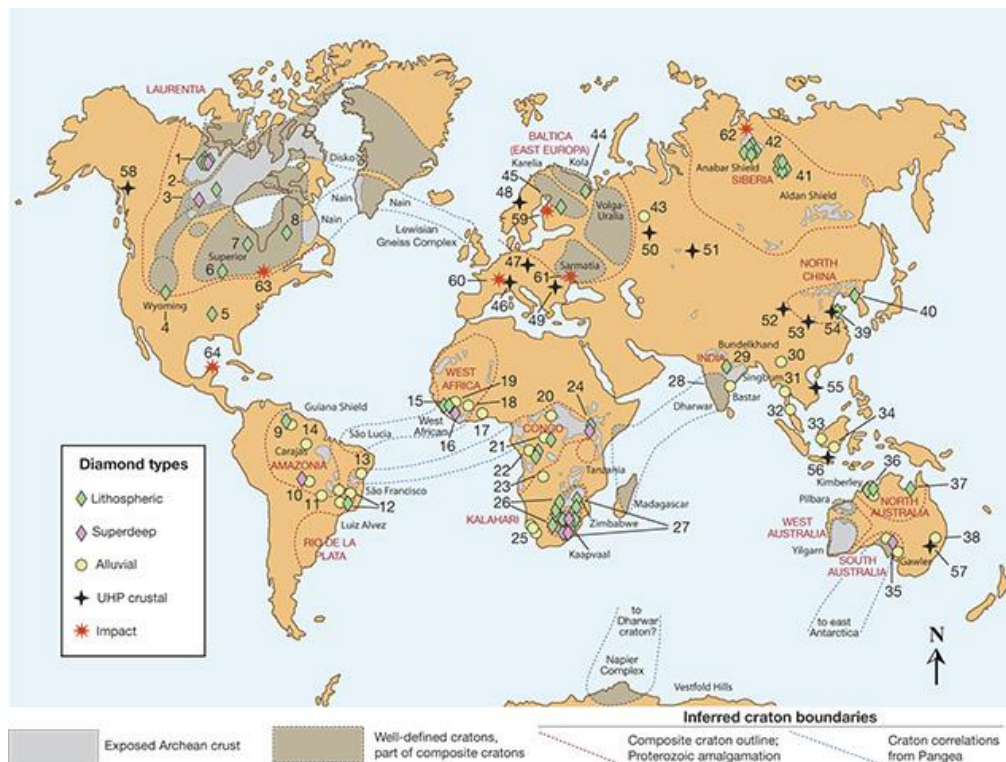 LAURENTIA
1
2
3
58
Disko
Nain
Nain
Nain
Lewisian
Gneiss Complex
8
7
Superior
6
63
Wyoming
4
5
64
BALTICA
(EAST EUROPA)
44
Karelia
Kola
45
48
59
Volga-
Uralia
43
50
51
47
60
61
Sarmatia
46
49
62
42
Anabar Shield
SIBERIA
41
Aldan Shield
NORTH
CHINA
52
53
54
39
40
Bundelkhand
INDIA
29
30
Singbum
31
28
Bastar
Dharwar
32
55
33
34
56
WEST
AFRICA
19
15
18
West
African
16
17
20
24
CONGO
21
22
23
Tanzania
26
Madagascar
KALAHARI
Zimbabwe
27
25
Kaapvaal
Guiana Shield
9
14
São Lucia
Carajas
AMAZONIA
13
10
11
São Francisco
12
Luiz Alvez
RIO DE LA
PLATA
36
Kimberley
37
NORTH
AUSTRALIA
Pilbara
WEST
AUSTRALIA
Yilgarn
38
SOUTH
AUSTRALIA
Gawler
57
35
to east
Antarctica
to
Dharwar
craton?
Napier
Complex
Vestfold Hills
N
Diamond types
Lithospheric
Superdeep
Alluvial
UHP crustal
Impact
Inferred craton boundaries
Exposed Archean crust
Well-defined cratons,
part of composite cratons
Composite craton outline;
Proterozoic amalgamation
Craton correlations
from Pangea